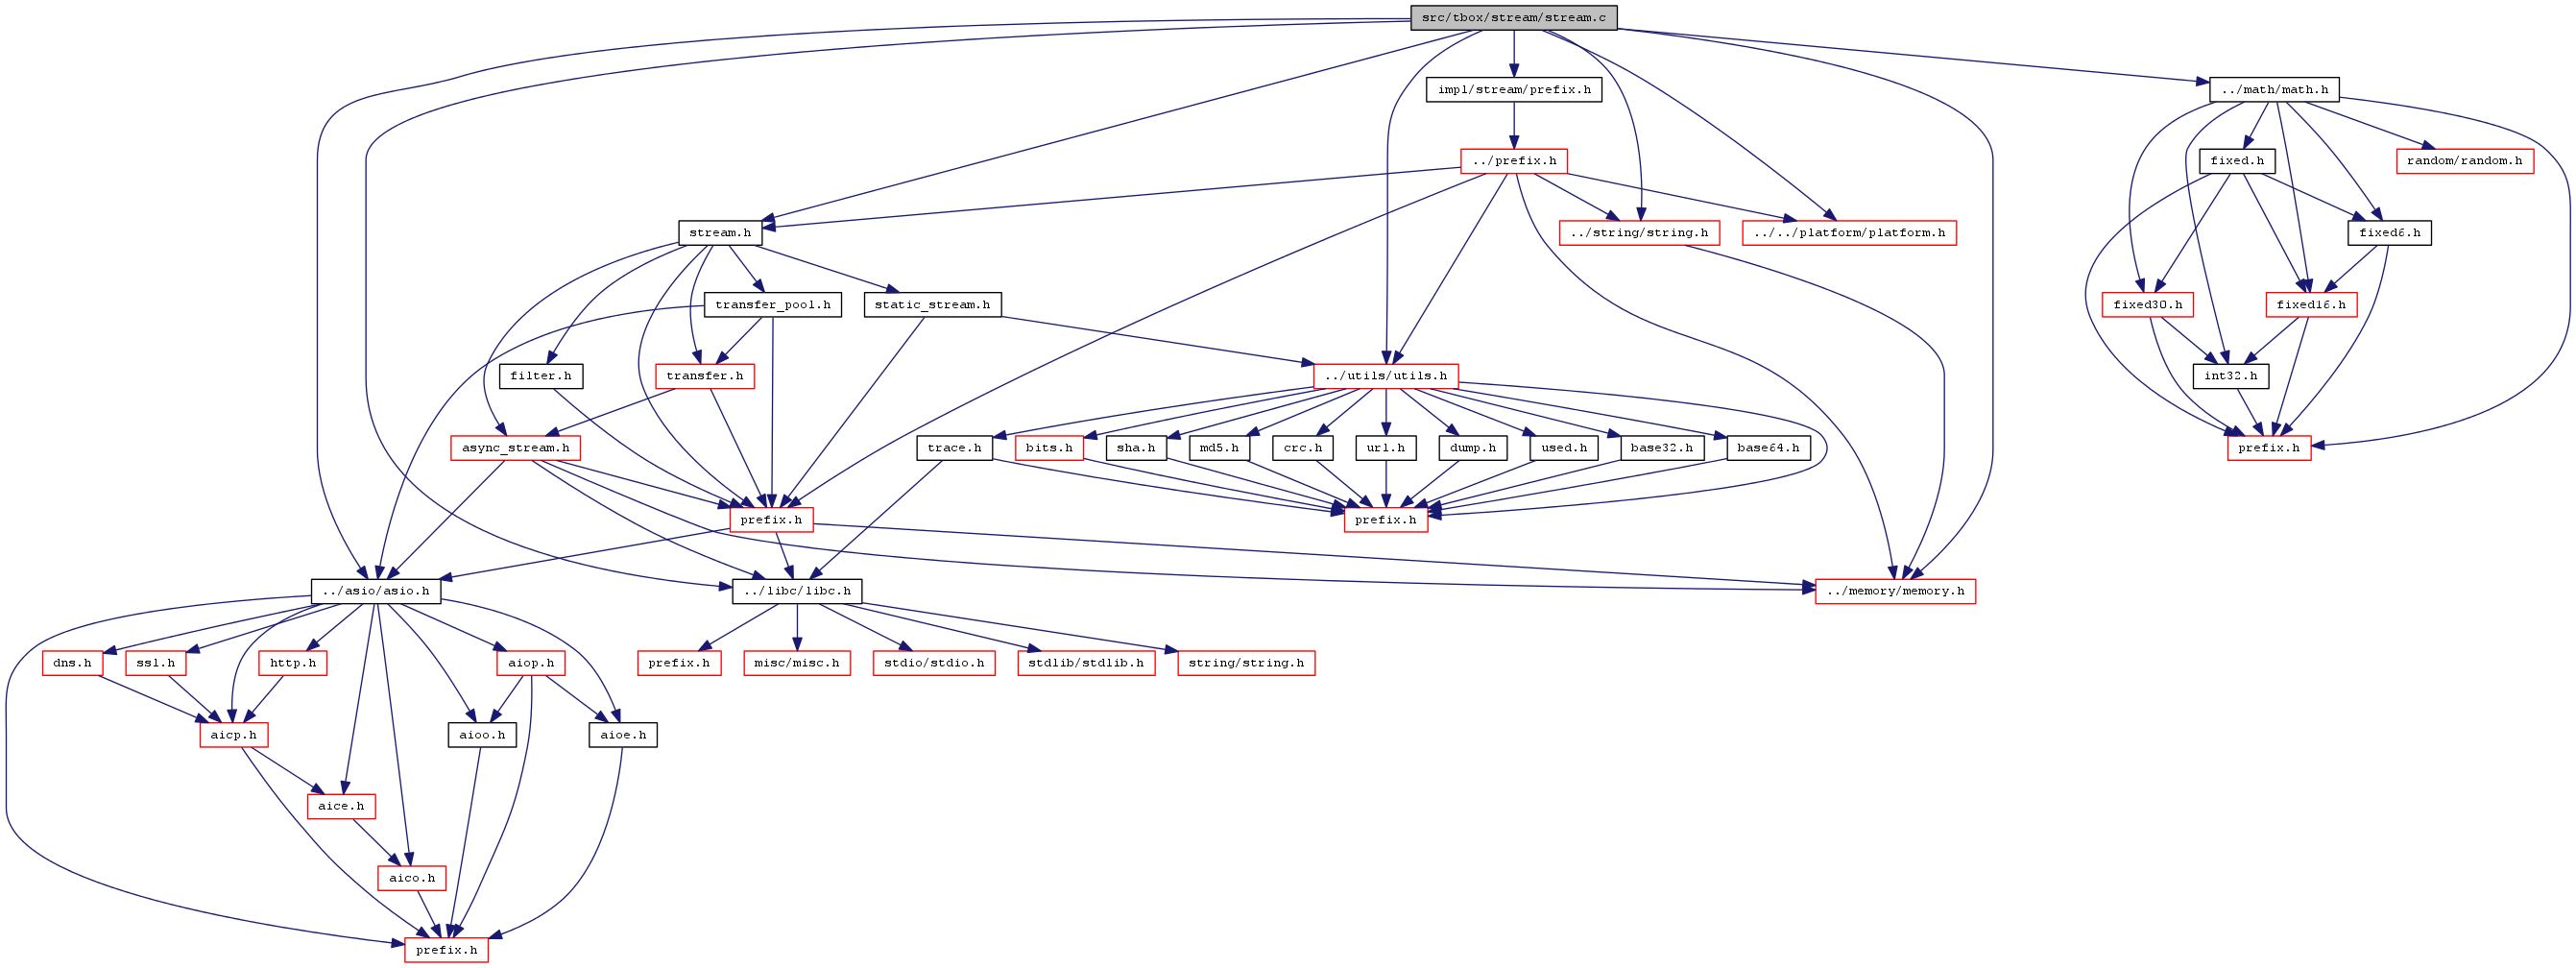 src/tbox/stream/stream.c
impl/stream/prefix.h
../math/math.h
../prefix.h
fixed.h
random/random.h
stream.h
../string/string.h
../../platform/platform.h
fixed6.h
transfer_pool.h
static_stream.h
fixed30.h
fixed16.h
filter.h
transfer.h
../utils/utils.h
int32.h
async_stream.h
trace.h
bits.h
sha.h
md5.h
crc.h
url.h
dump.h
used.h
base32.h
base64.h
prefix.h
prefix.h
prefix.h
../asio/asio.h
../libc/libc.h
../memory/memory.h
dns.h
ssl.h
http.h
aiop.h
prefix.h
misc/misc.h
stdio/stdio.h
stdlib/stdlib.h
string/string.h
aicp.h
aioo.h
aioe.h
aice.h
aico.h
prefix.h